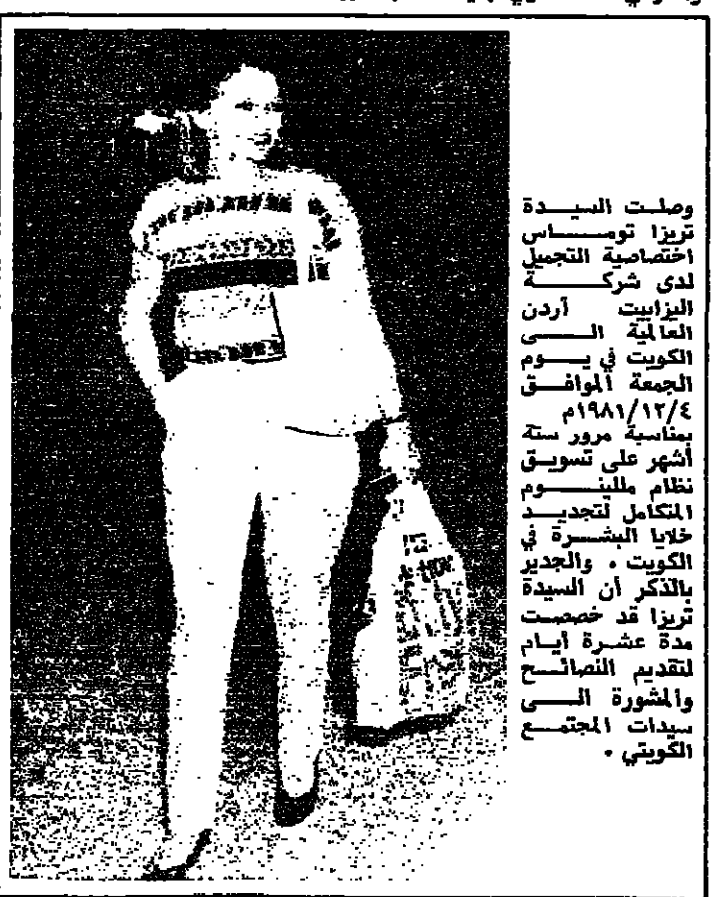 وصلت السيدة
تريزا توماس
اختصاصية التجميل
لدى شركة
اليزابيت آردن
العالمية الى
الكويت في يوم
الجمعة الموافق
١٩٨١/١٢/٤م
بمناسبة مرور ستة
أشهر على تسويق
نظام مللينوم
المتكامل لتجديد
خلايا البشرة في
الكويت . والجدير
بالذكر أن السيدة
تريزا قد خصصت
مدة عشرة أيام
لتقديم النصائح
والمشورة الى
سيدات المجتمع
الكويتي .